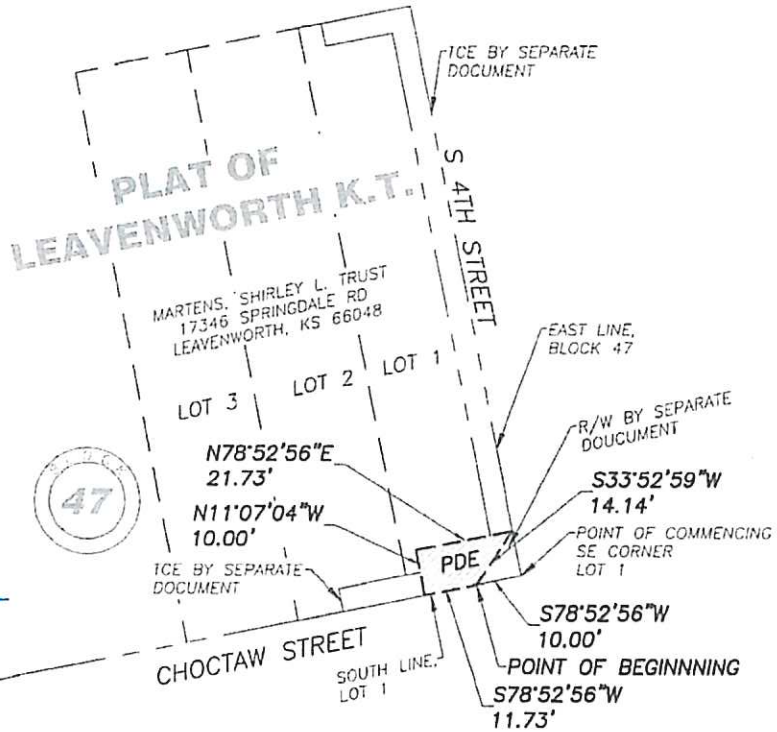 TCE BY SEPARATE
DOCUMENT
PLAT OF
LEAVENWORTH K.T.
S 4TH STREET
MARTENS, SHIRLEY L. TRUST
17346 SPRINGDALE RD
LEAVENWORTH, KS 66048
EAST LINE,
BLOCK 47
LOT 3
LOT 2
LOT 1
R/W BY SEPARATE
DOUCUMENT
BLOCK
47
N78°52'56"E
21.73'
N11°07'04"W
10.00'
S33°52'59"W
14.14'
PDE
POINT OF COMMENCING
SE CORNER
LOT 1
TCE BY SEPARATE
DOCUMENT
S78°52'56"W
10.00'
CHOCTAW STREET
SOUTH LINE,
LOT 1
POINT OF BEGINNNING
S78°52'56"W
11.73'